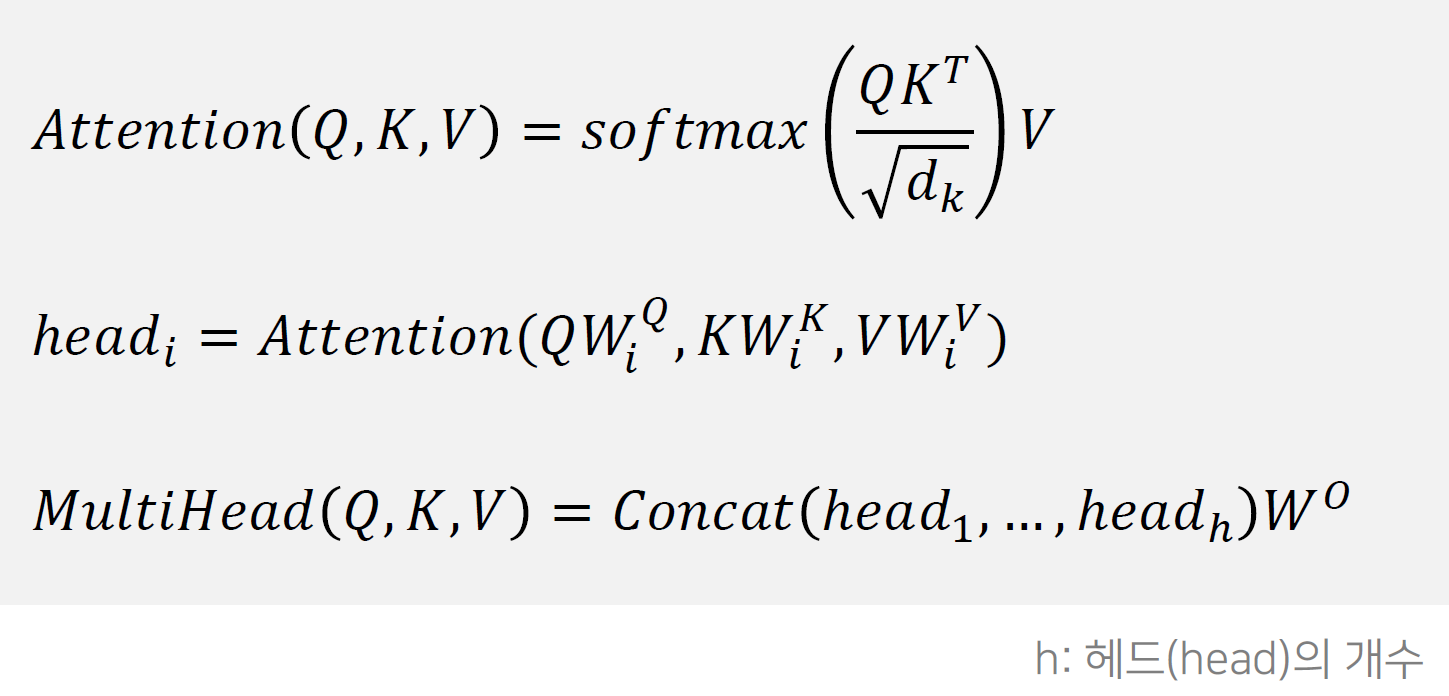 Attention(Q, K, V) = softmax(QK^T / √d_k)V
head_i = Attention(QW_i^Q, KW_i^K, VW_i^V)
MultiHead(Q, K, V) = Concat(head_1, ... , head_h)W^O
h: 헤드(head)의 개수